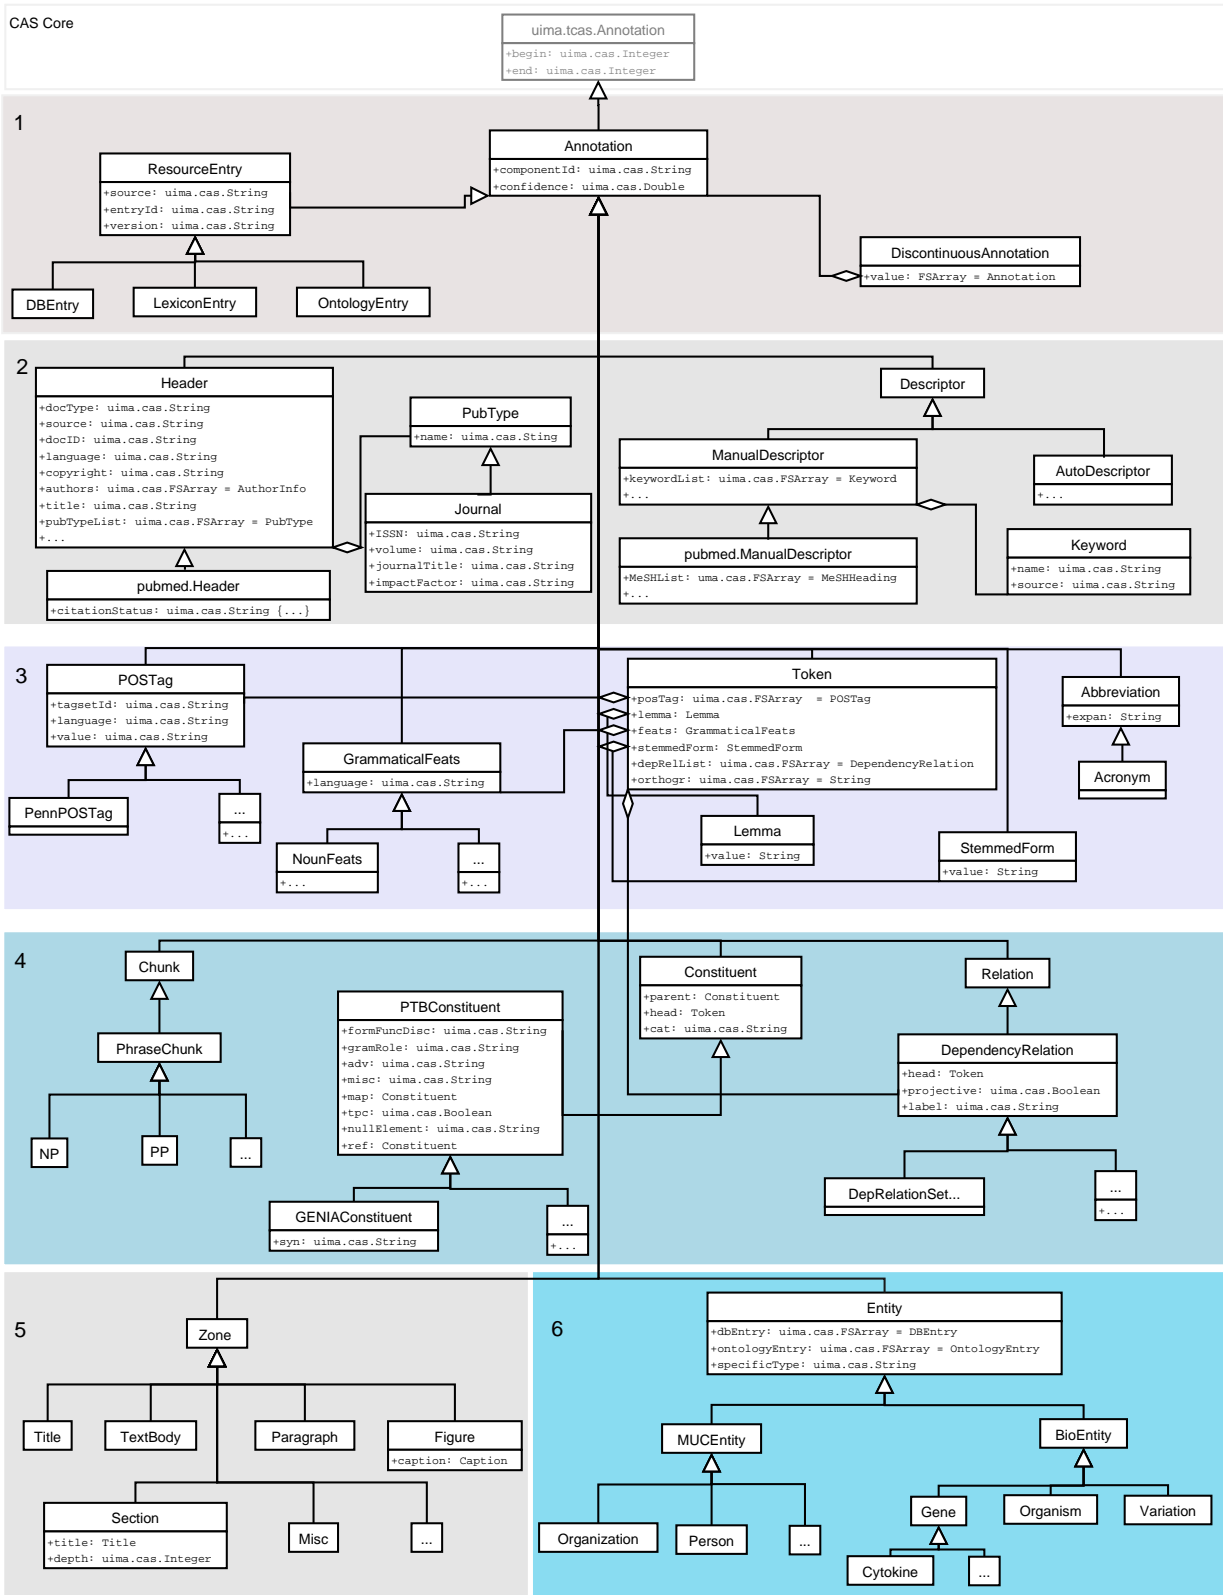 CAS Core
uima.tcas.Annotation
+begin: uima.cas.Integer
+end: uima.cas.Integer
1
Annotation
+componentId: uima.cas.String
+confidence: uima.cas.Double
ResourceEntry
+source: uima.cas.String
+entryId: uima.cas.String
+version: uima.cas.String
DiscontinuousAnnotation
+value: FSArray = Annotation
DBEntry
LexiconEntry
OntologyEntry
2
Header
+docType: uima.cas.String
+source: uima.cas.String
+docID: uima.cas.String
+language: uima.cas.String
+copyright: uima.cas.String
+authors: uima.cas.FSArray = AuthorInfo
+title: uima.cas.String
+pubTypeList: uima.cas.FSArray = PubType
+...
pubmed.Header
+citationStatus: uima.cas.String {...}
PubType
+name: uima.cas.Sting
Journal
+ISSN: uima.cas.String
+volume: uima.cas.String
+journalTitle: uima.cas.String
+impactFactor: uima.cas.String
Descriptor
ManualDescriptor
+keywordList: uima.cas.FSArray = Keyword
+...
AutoDescriptor
+...
pubmed.ManualDescriptor
+MeSHList: uma.cas.FSArray = MeSHHeading
+...
Keyword
+name: uima.cas.String
+source: uima.cas.String
3
POSTag
+tagsetId: uima.cas.String
+language: uima.cas.String
+value: uima.cas.String
PennPOSTag
...
+...
GrammaticalFeats
+language: uima.cas.String
NounFeats
+...
...
+...
Token
+posTag: uima.cas.FSArray  = POSTag
+lemma: Lemma
+feats: GrammaticalFeats
+stemmedForm: StemmedForm
+depRelList: uima.cas.FSArray = DependencyRelation
+orthogr: uima.cas.FSArray = String
Abbreviation
+expan: String
Acronym
Lemma
+value: String
StemmedForm
+value: String
4
Chunk
PhraseChunk
NP
PP
...
PTBConstituent
+formFuncDisc: uima.cas.String
+gramRole: uima.cas.String
+adv: uima.cas.String
+misc: uima.cas.String
+map: Constituent
+tpc: uima.cas.Boolean
+nullElement: uima.cas.String
+ref: Constituent
GENIAConstituent
+syn: uima.cas.String
...
+...
Constituent
+parent: Constituent
+head: Token
+cat: uima.cas.String
Relation
DependencyRelation
+head: Token
+projective: uima.cas.Boolean
+label: uima.cas.String
DepRelationSet...
...
+...
5
Zone
Title
TextBody
Paragraph
Figure
+caption: Caption
Section
+title: Title
+depth: uima.cas.Integer
Misc
...
6
Entity
+dbEntry: uima.cas.FSArray = DBEntry
+ontologyEntry: uima.cas.FSArray = OntologyEntry
+specificType: uima.cas.String
MUCEntity
BioEntity
Organization
Person
...
Gene
Organism
Variation
Cytokine
...